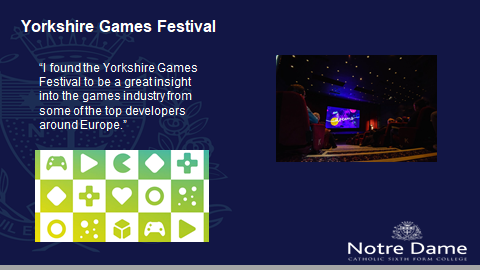 Yorkshire Games Festival
“I found the Yorkshire Games
Festival to be a great insight
into the games industry from
some of the top developers
around Europe.”
Notre Dame
CATHOLIC SIXTH FORM COLLEGE